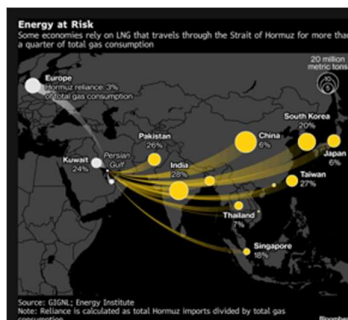 Energy at Risk
Some economies rely on LNG that travels through the Strait of Hormuz for more than
a quarter of total gas consumption
20 million
metric tons
10
5
Europe
Hormuz reliance: 3%
of total gas consumption
South Korea
20%
China
6%
Japan
6%
Pakistan
26%
Persian
Gulf
Kuwait
24%
India
28%
Taiwan
27%
Thailand
7%
Singapore
18%
Source: GIGNL; Energy Institute
Note: Reliance is calculated as total Hormuz imports divided by total gas
consumption